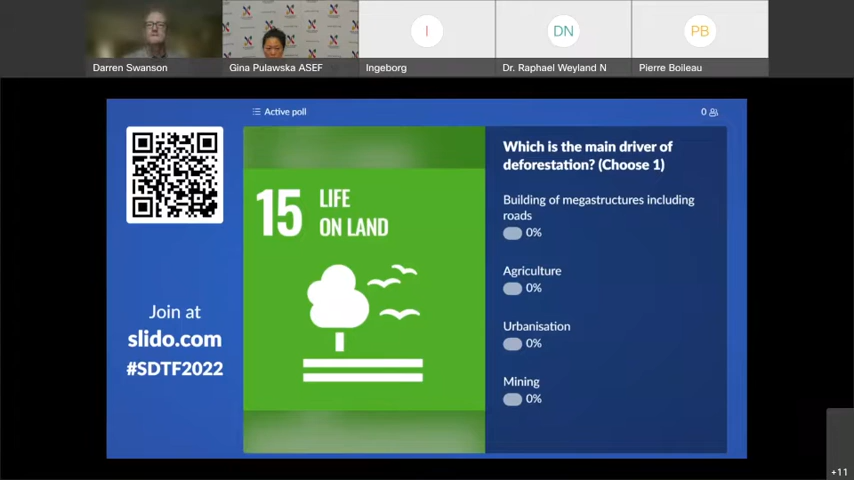 I
DN
PB
Darren Swanson
Gina Pulawska ASEF
Ingeborg
Dr. Raphael Weyland N
Pierre Boileau
Active poll
0
15
LIFE
ON LAND
Join at
slido.com
#SDTF2022
Which is the main driver of
deforestation? (Choose 1)
Building of megastructures including
roads
0%
Agriculture
0%
Urbanisation
0%
Mining
0%
+11